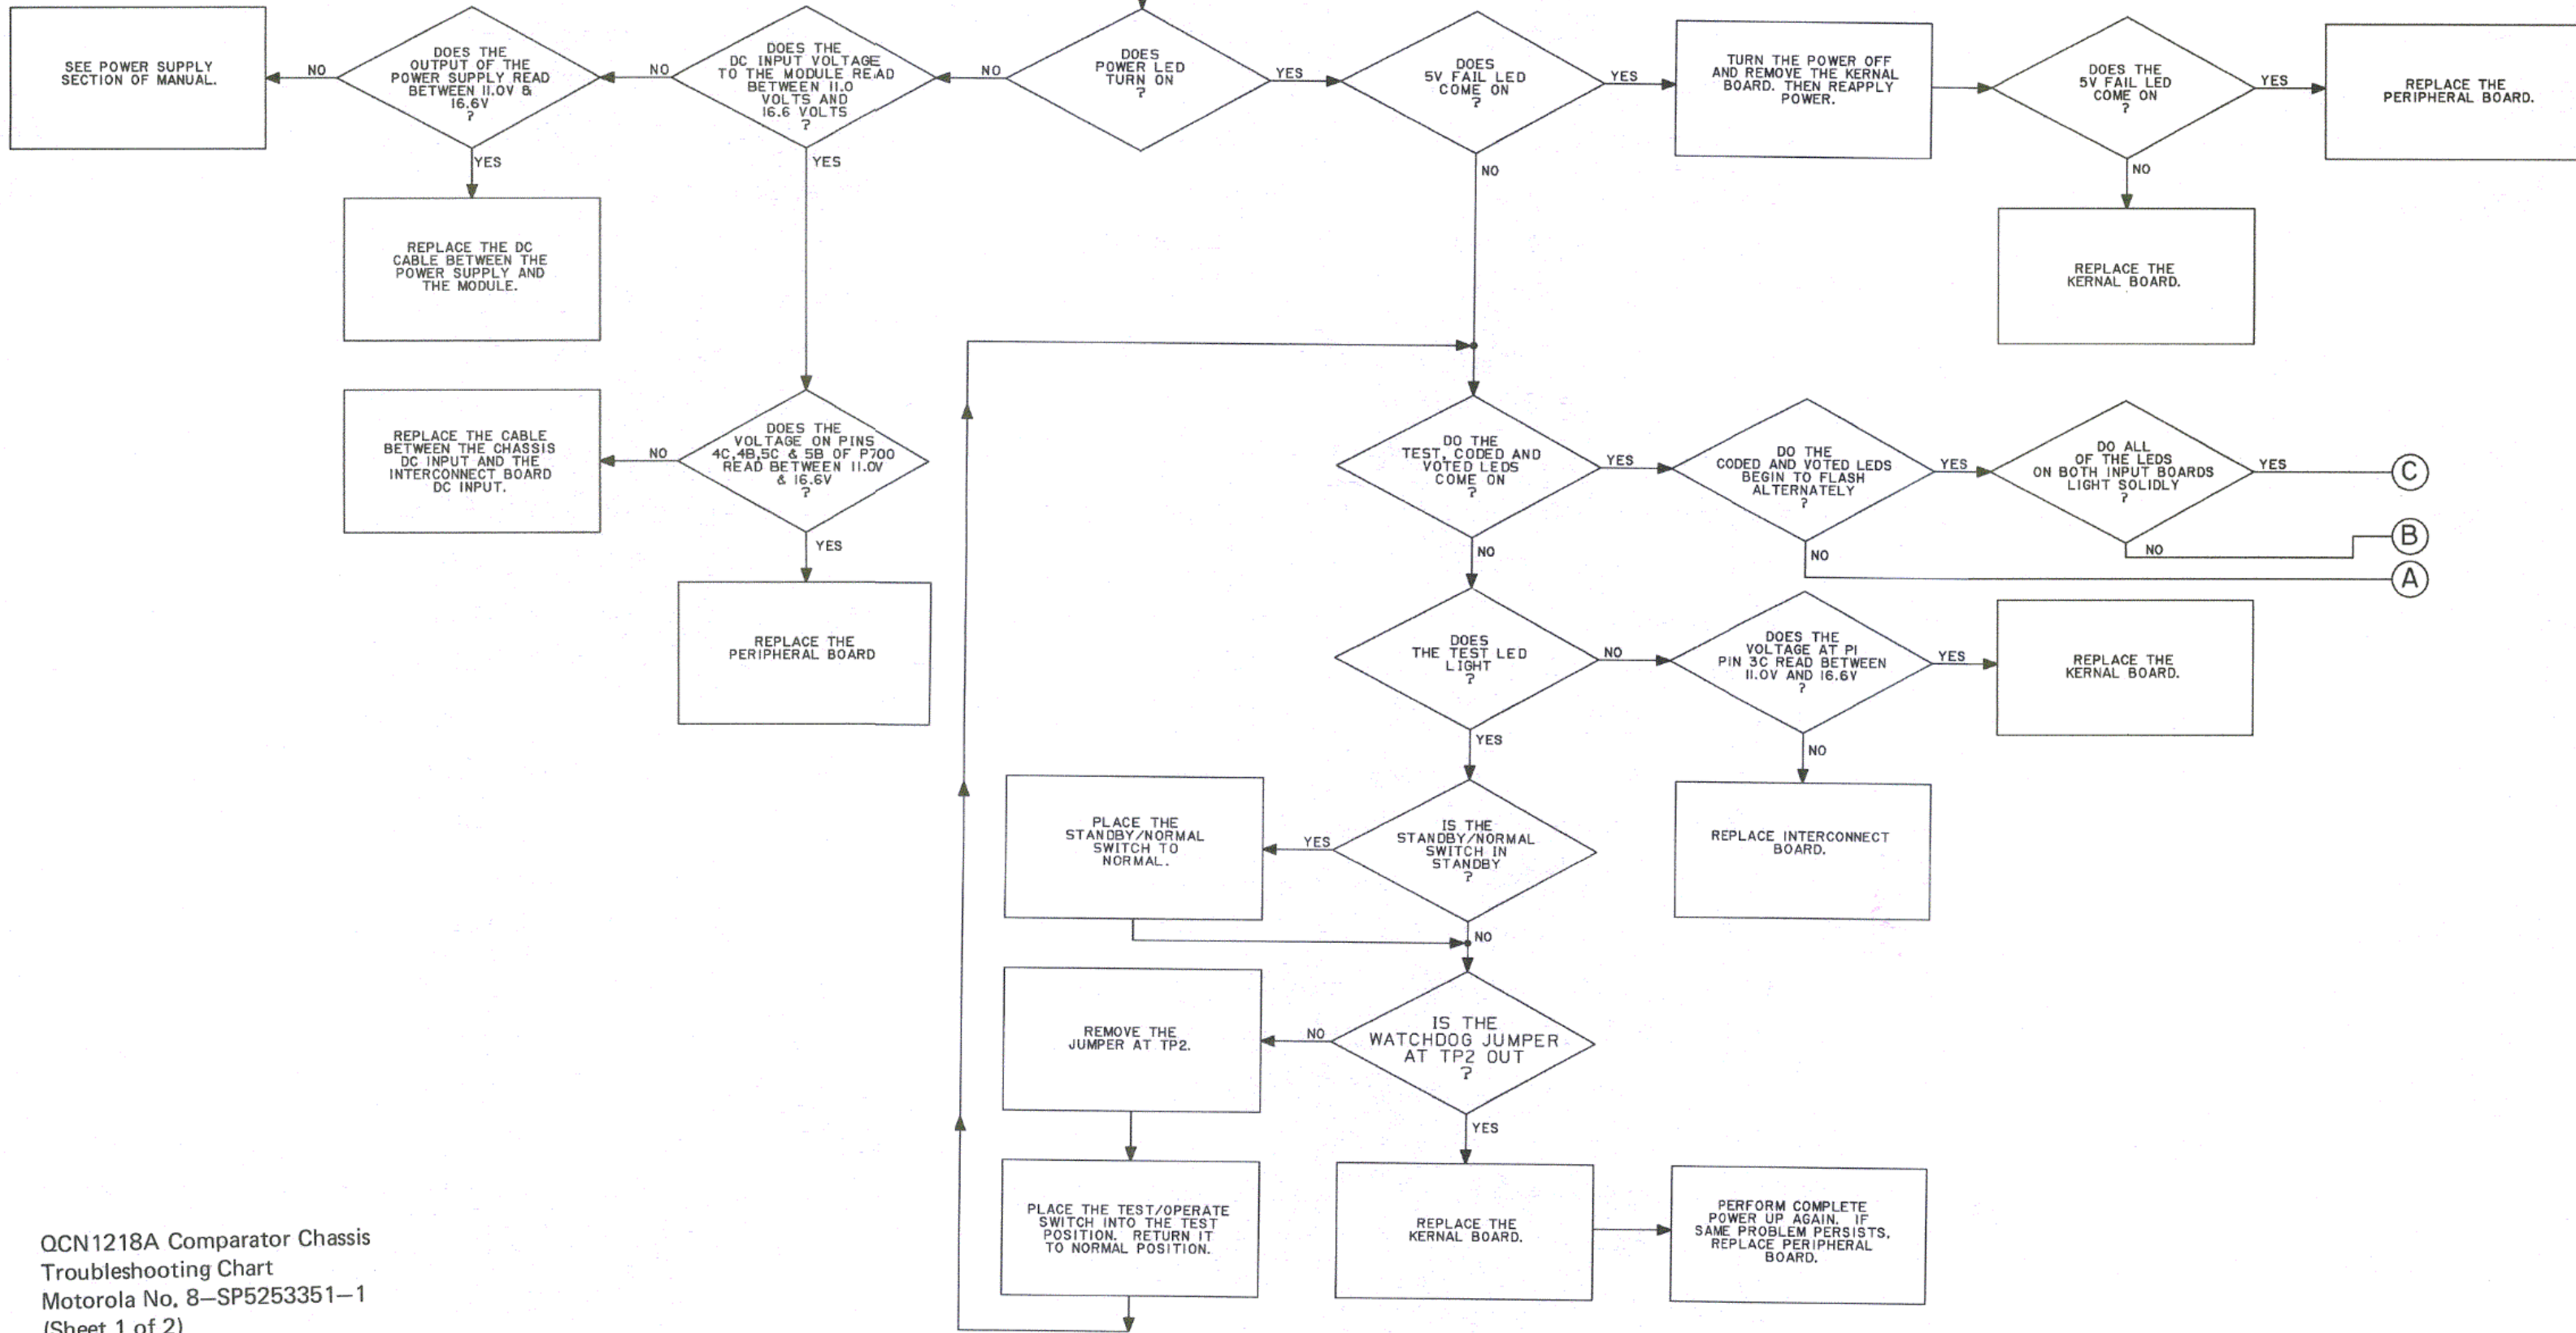 SEE POWER SUPPLY
SECTION OF MANUAL.
NO
DOES THE
OUTPUT OF THE
POWER SUPPLY READ
BETWEEN 11.0V &
16.6V
?
NO
DOES THE
DC INPUT VOLTAGE
TO THE MODULE READ
BETWEEN 11.0
VOLTS AND
16.6 VOLTS
?
NO
DOES
POWER LED
TURN ON
?
YES
DOES
5V FAIL LED
COME ON
?
YES
TURN THE POWER OFF
AND REMOVE THE KERNAL
BOARD. THEN REAPPLY
POWER.
DOES THE
5V FAIL LED
COME ON
?
YES
REPLACE THE
PERIPHERAL BOARD.
YES
YES
NO
NO
REPLACE THE DC
CABLE BETWEEN THE
POWER SUPPLY AND
THE MODULE.
REPLACE THE
KERNAL BOARD.
REPLACE THE CABLE
BETWEEN THE CHASSIS
DC INPUT AND THE
INTERCONNECT BOARD
DC INPUT.
NO
DOES THE
VOLTAGE ON PINS
4C,4B,5C & 5B OF P700
READ BETWEEN 11.0V
& 16.6V
?
YES
REPLACE THE
PERIPHERAL BOARD
DO THE
TEST, CODED AND
VOTED LEDS
COME ON
?
YES
DO THE
CODED AND VOTED LEDS
BEGIN TO FLASH
ALTERNATELY
?
YES
DO ALL
OF THE LEDS
ON BOTH INPUT BOARDS
LIGHT SOLIDLY
?
YES
C
NO
B
NO
A
NO
DOES
THE TEST LED
LIGHT
?
NO
DOES THE
VOLTAGE AT P1
PIN 3C READ BETWEEN
11.0V AND 16.6V
?
YES
REPLACE THE
KERNAL BOARD.
YES
NO
REPLACE INTERCONNECT
BOARD.
PLACE THE
STANDBY/NORMAL
SWITCH TO
NORMAL.
YES
IS THE
STANDBY/NORMAL
SWITCH IN
STANDBY
?
NO
REMOVE THE
JUMPER AT TP2.
NO
IS THE
WATCHDOG JUMPER
AT TP2 OUT
?
YES
PLACE THE TEST/OPERATE
SWITCH INTO THE TEST
POSITION. RETURN IT
TO NORMAL POSITION.
REPLACE THE
KERNAL BOARD.
PERFORM COMPLETE
POWER UP AGAIN. IF
SAME PROBLEM PERSISTS,
REPLACE PERIPHERAL
BOARD.
QCN1218A Comparator Chassis
Troubleshooting Chart
Motorola No. 8—SP5253351—1
(Sheet 1 of 2)